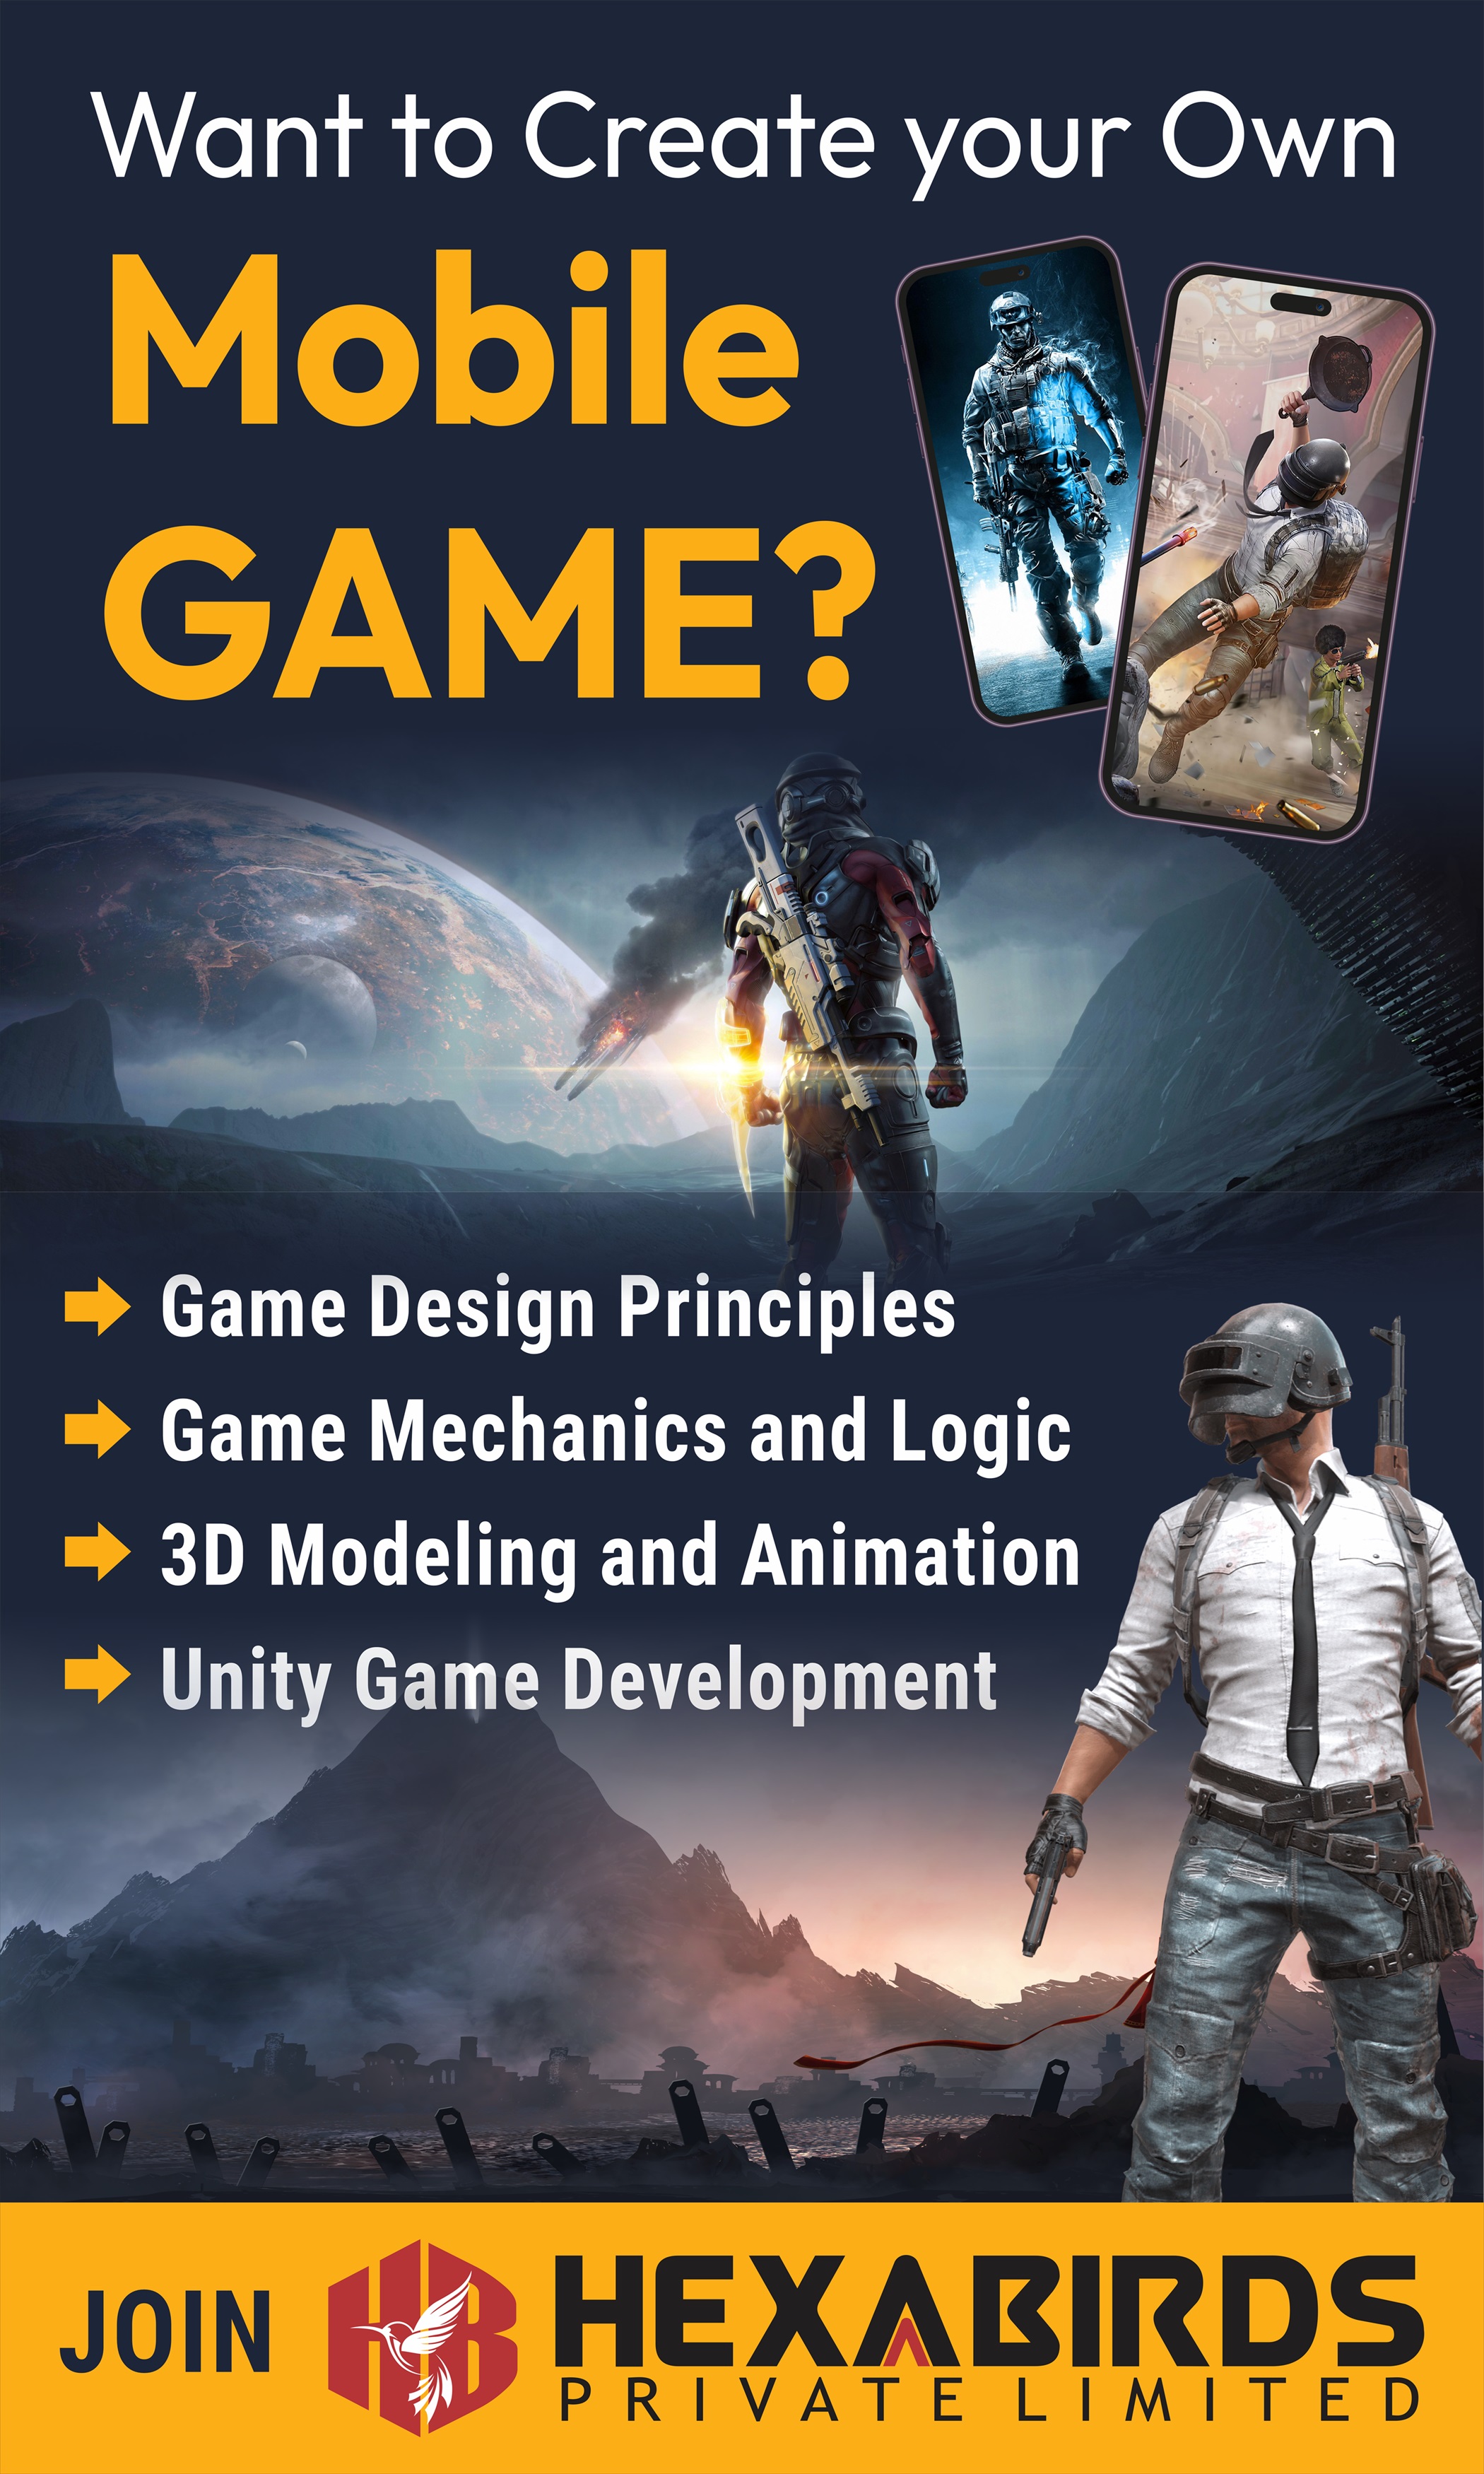 Want to Create your Own
Mobile
GAME?
Game Design Principles
Game Mechanics and Logic
3D Modeling and Animation
Unity Game Development
JOIN
HB
HEXABIRDS
PRIVATE LIMITED